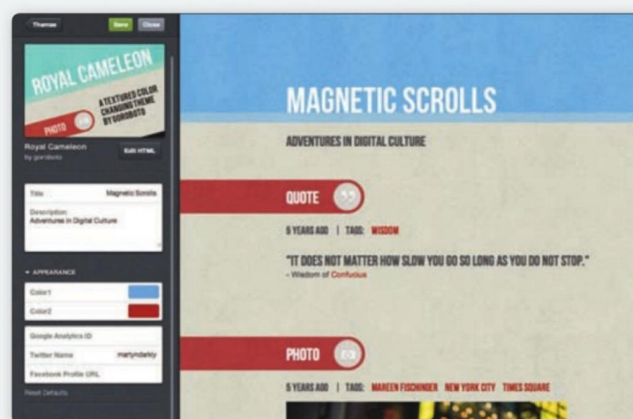 Themes
Save
Close
ROYAL CAMELEON
A TEXTURED COLOR
CHANGING THEME
BY GOROBOTO
PHOTO
Royal Cameleon
Edit HTML
Title
Magnetic Scrolls
Description
Adventures in Digital Culture
APPEARANCE
Color1
Color2
Google Analytics ID
Twitter Name
Facebook Profile URL
Reset Defaults
MAGNETIC SCROLLS
ADVENTURES IN DIGITAL CULTURE
QUOTE
5 YEARS AGO | TAGS: WISDOM
"IT DOES NOT MATTER HOW SLOW YOU GO SO LONG AS YOU DO NOT STOP."
- Wisdom of Confucius
PHOTO
5 YEARS AGO | TAGS: MAREEN FISCHINGER NEW YORK CITY TIMES SQUARE